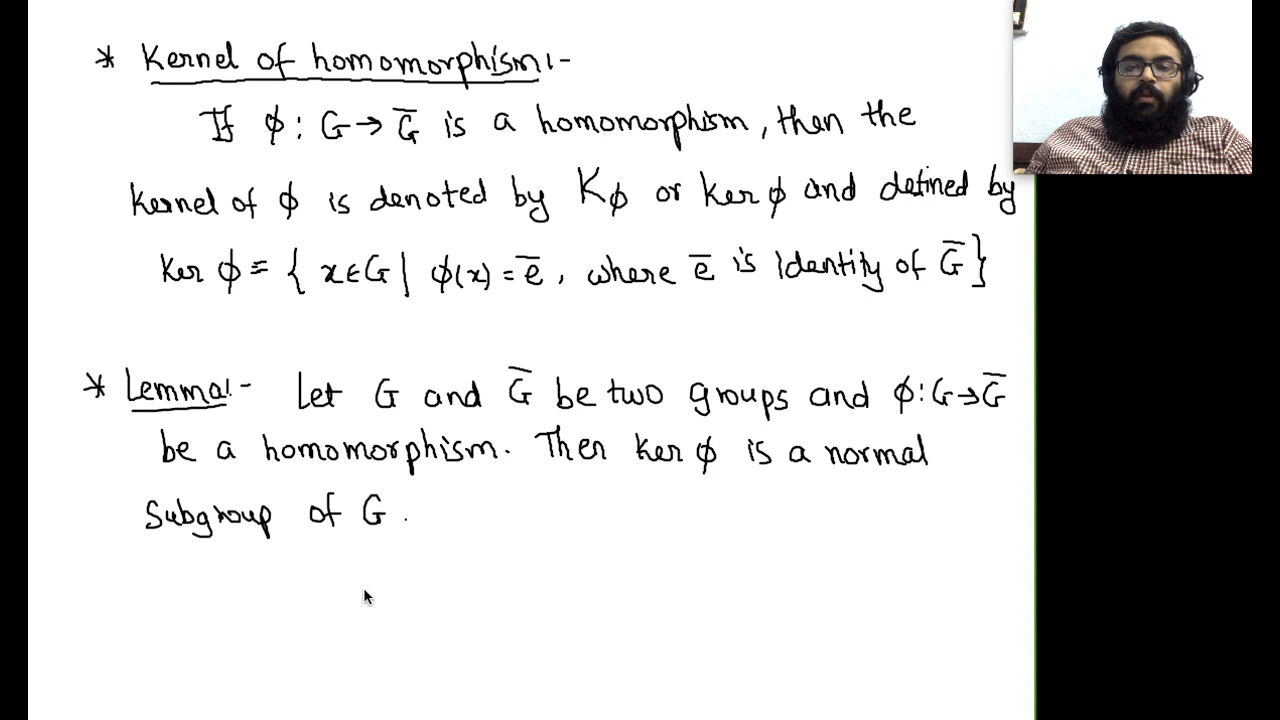 * Kernel of homomorphism:-
If ϕ : G → G̅ is a homomorphism, then the
kernel of ϕ is denoted by Kϕ or ker ϕ and defined by
ker ϕ = { x ∈ G | ϕ(x) = e̅, where e̅ is identity of G̅ }
* Lemma:- Let G and G̅ be two groups and ϕ : G → G̅
be a homomorphism. Then ker ϕ is a normal
Subgroup of G.